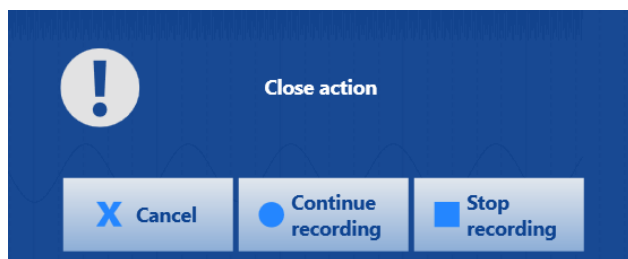 Close action
Cancel
Continue
recording
Stop
recording